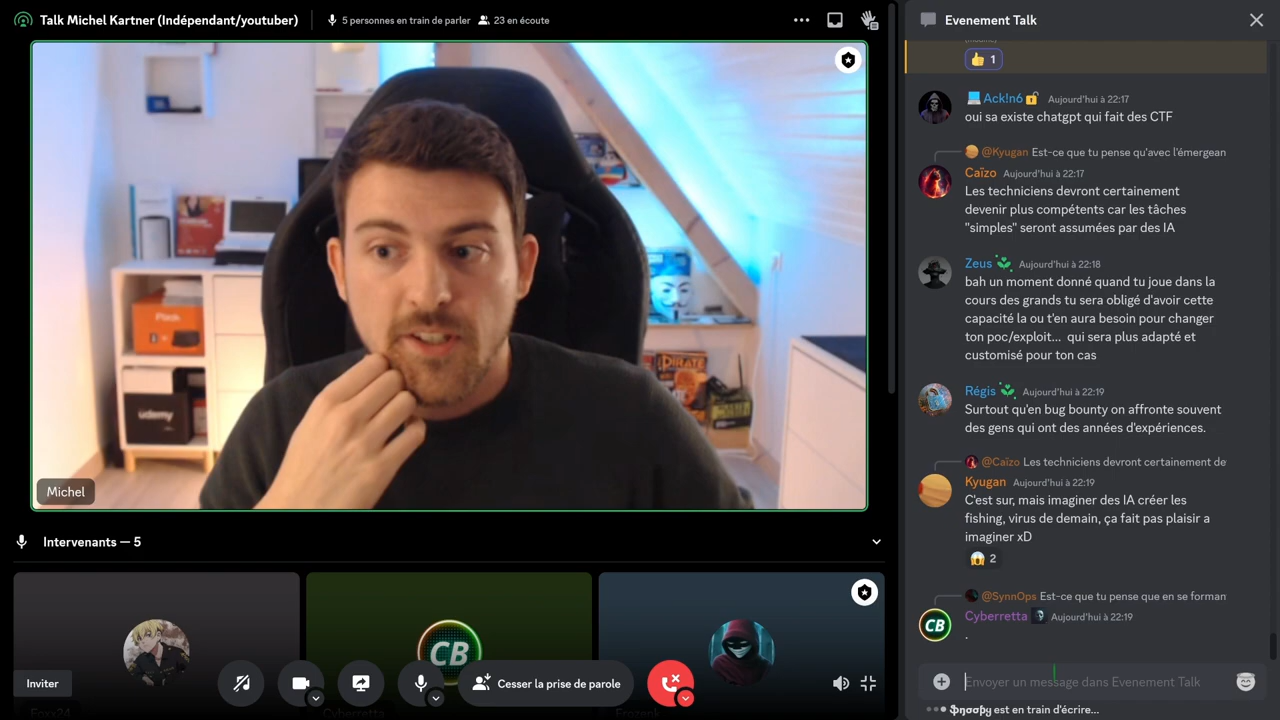 Talk Michel Kartner (Indépendant/youtuber)
5 personnes en train de parler
23 en écoute
Evenement Talk
👍 1
💻 Ack!n6 🔓 Aujourd'hui à 22:17
oui sa existe chatgpt qui fait des CTF
@Kyugan Est-ce que tu pense qu'avec l'émergean
Caïzo Aujourd'hui à 22:17
Les techniciens devront certainement
devenir plus compétents car les tâches
"simples" seront assumées par des IA
Zeus Aujourd'hui à 22:18
bah un moment donné quand tu joue dans la
cours des grands tu sera obligé d'avoir cette
capacité la ou t'en aura besoin pour changer
ton poc/exploit... qui sera plus adapté et
customisé pour ton cas
Régis Aujourd'hui à 22:19
Surtout qu'en bug bounty on affronte souvent
des gens qui ont des années d'expériences.
@Caïzo Les techniciens devront certainement de
Kyugan Aujourd'hui à 22:19
C'est sur, mais imaginer des IA créer les
fishing, virus de demain, ça fait pas plaisir a
imaginer xD
😱 2
@SynnOps Est-ce que tu pense que en se forman
Cyberretta Aujourd'hui à 22:19
.
Envoyer un message dans Evenement Talk
est en train d'écrire...
udemy
PIRATE
Michel
Intervenants — 5
CB
CB
Inviter
Cesser la prise de parole
Cyberretta